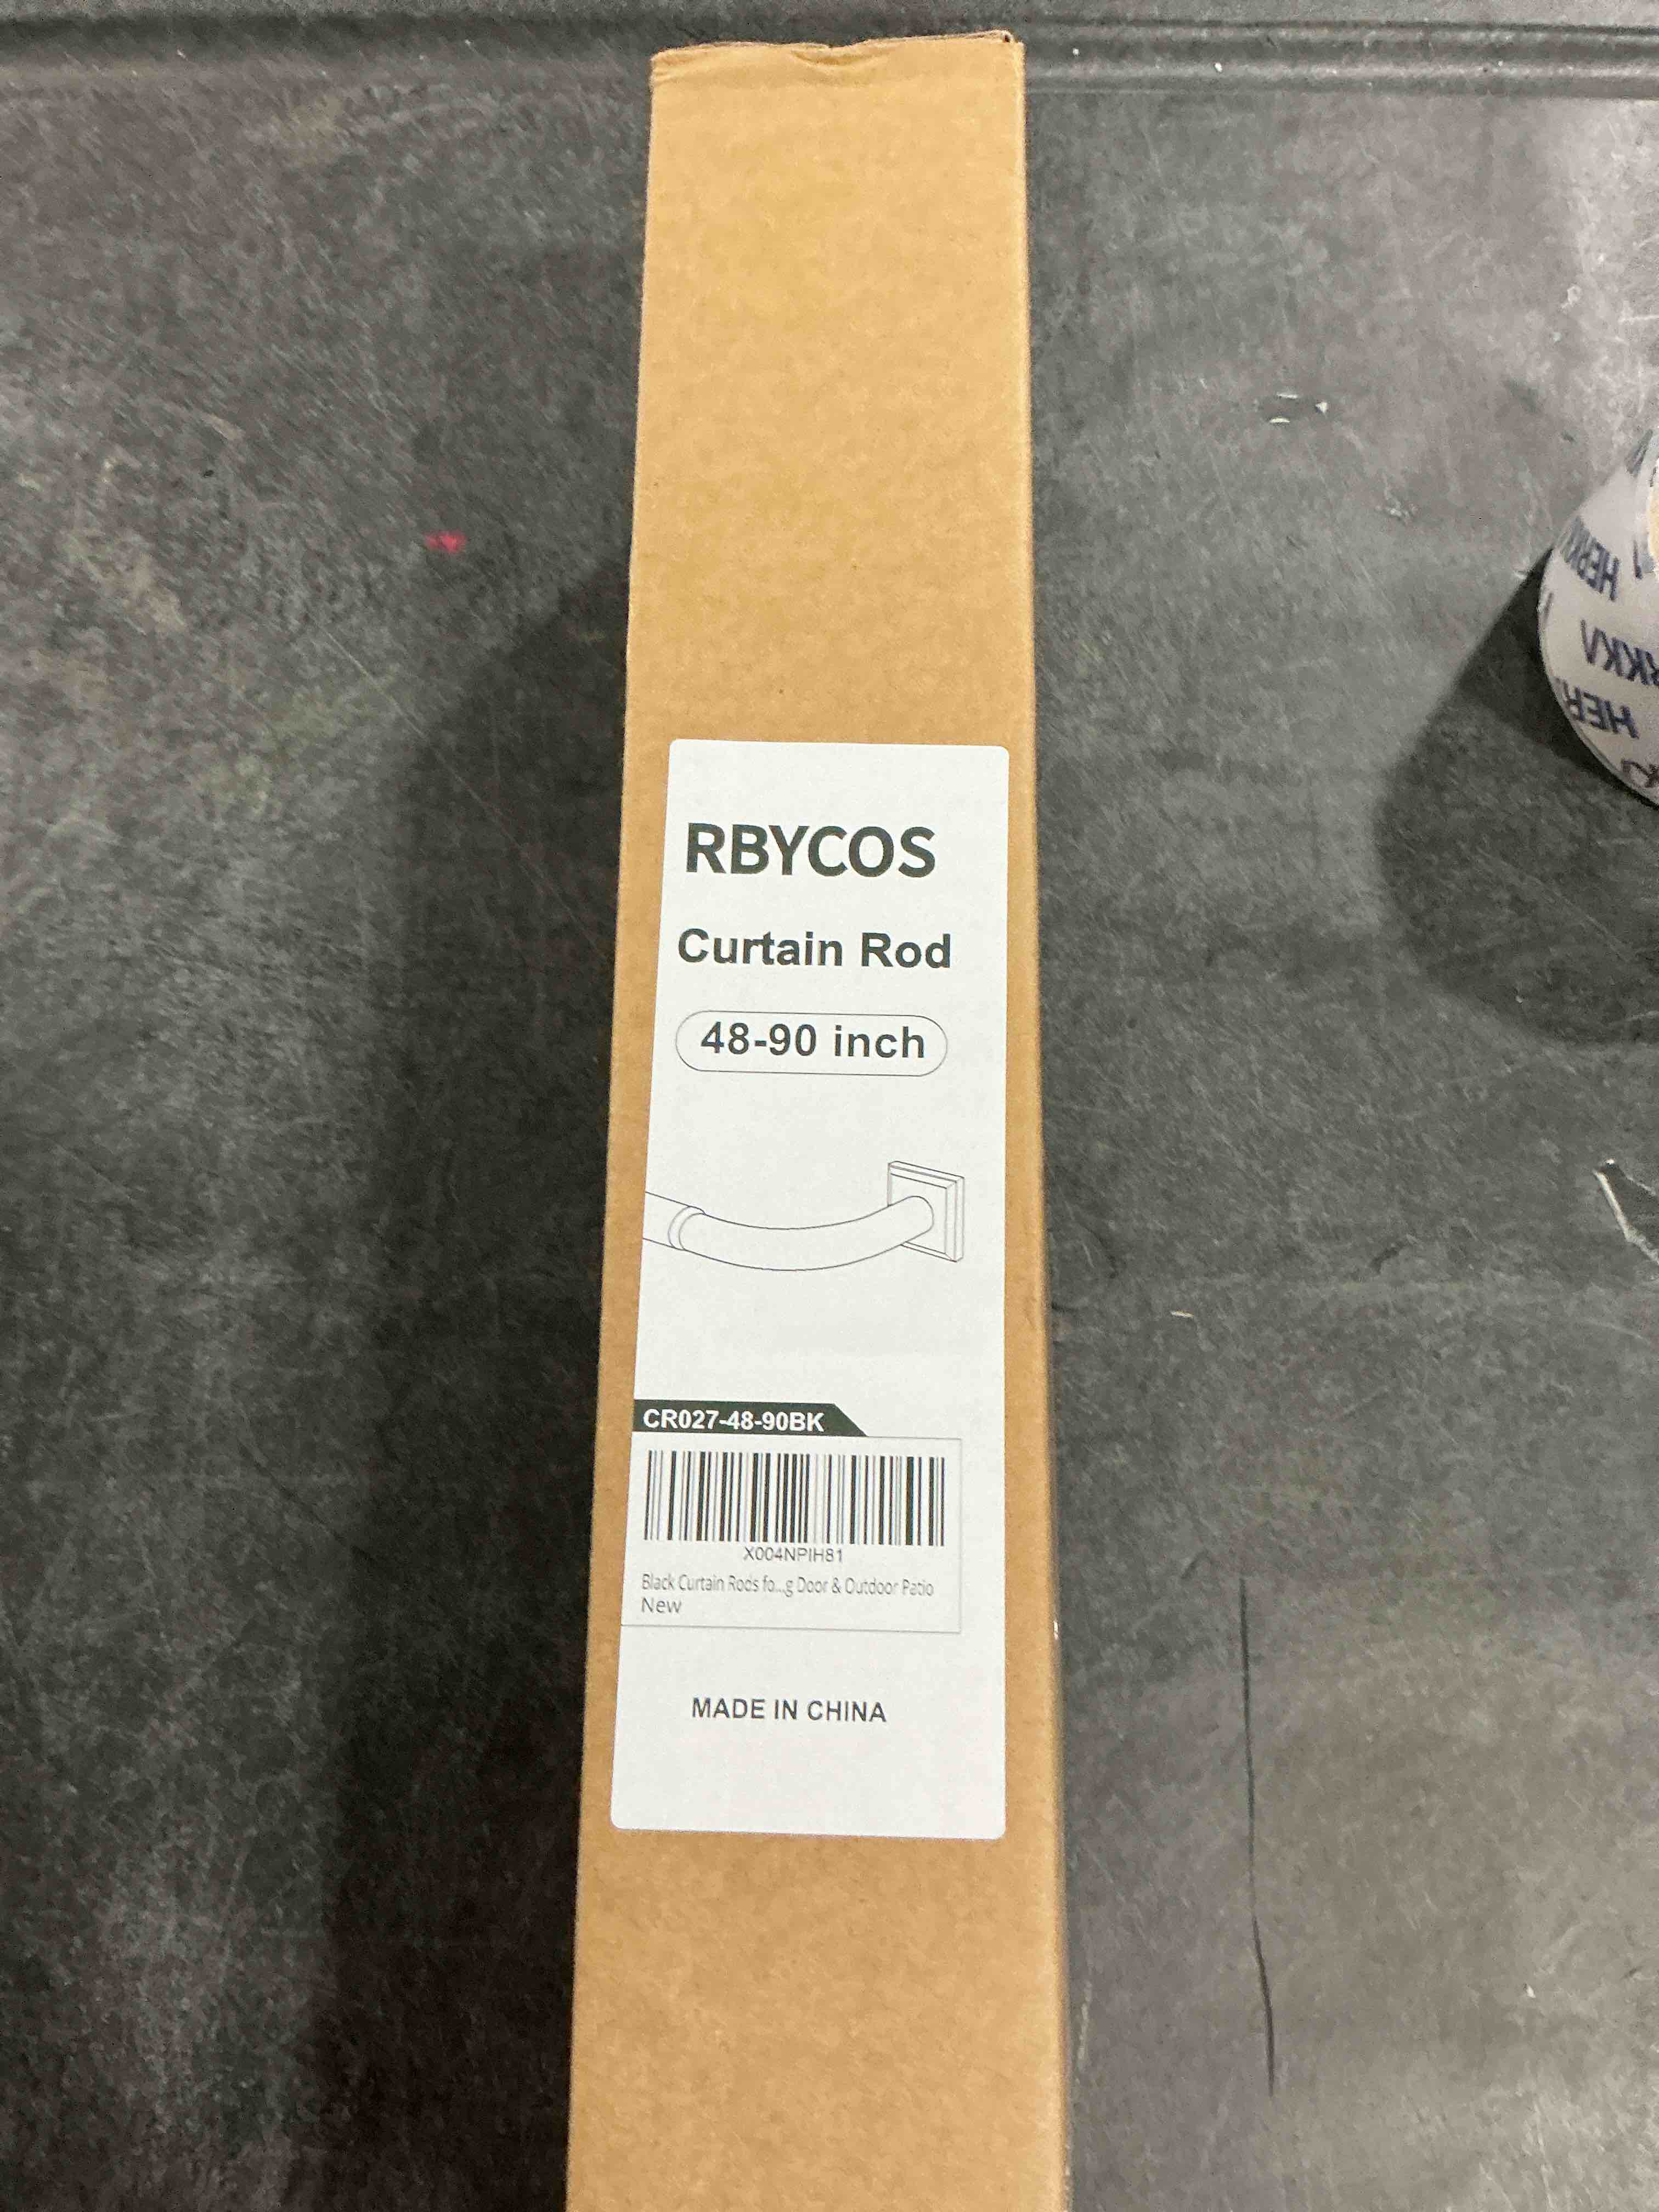 RBYCOS
Curtain Rod
48-90 inch
CR027-48-90BK
X004NPIH81
Black Curtain Rods fo...g Door & Outdoor Patio
New
MADE IN CHINA